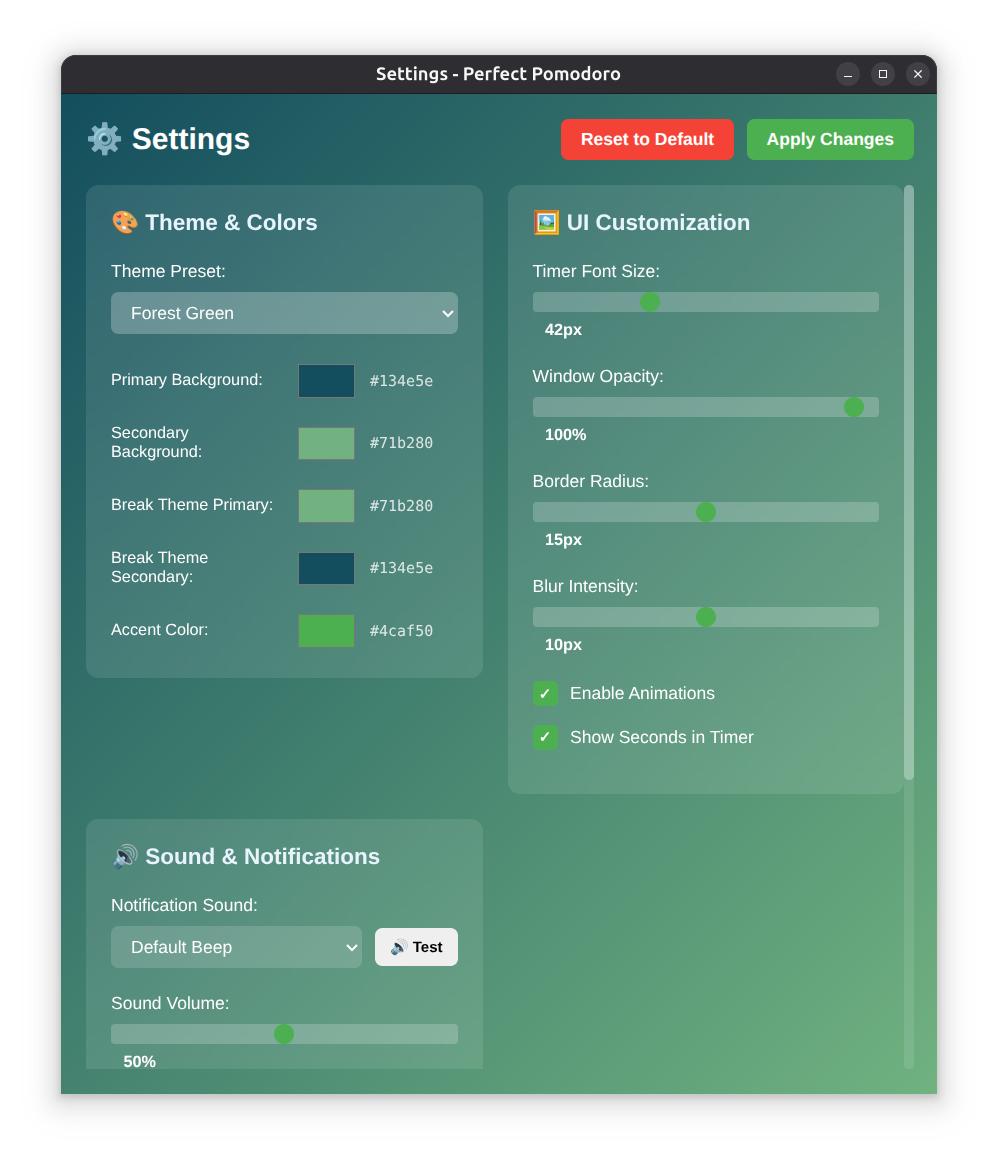 Settings - Perfect Pomodoro
Settings
Reset to Default
Apply Changes
Theme & Colors
Theme Preset:
Forest Green
Primary Background:
#134e5e
Secondary
Background:
#71b280
Break Theme Primary:
#71b280
Break Theme
Secondary:
#134e5e
Accent Color:
#4caf50
UI Customization
Timer Font Size:
42px
Window Opacity:
100%
Border Radius:
15px
Blur Intensity:
10px
Enable Animations
Show Seconds in Timer
Sound & Notifications
Notification Sound:
Default Beep
Test
Sound Volume:
50%